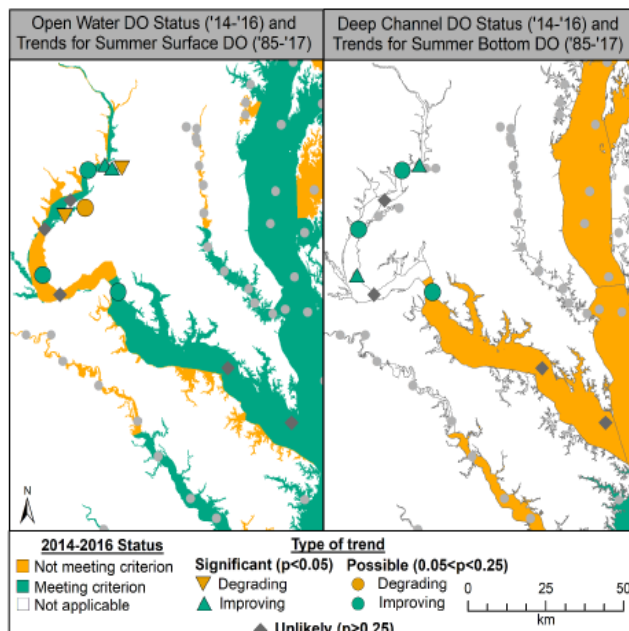 Open Water DO Status ('14-'16) and
Trends for Summer Surface DO ('85-'17)
Deep Channel DO Status ('14-'16) and
Trends for Summer Bottom DO ('85-'17)
N
2014-2016 Status
Not meeting criterion
Meeting criterion
Not applicable
Type of trend
Significant (p<0.05)
Degrading
Improving
Possible (0.05<p<0.25)
Degrading
Improving
Unlikely (p>0.25)
0 25 50
km